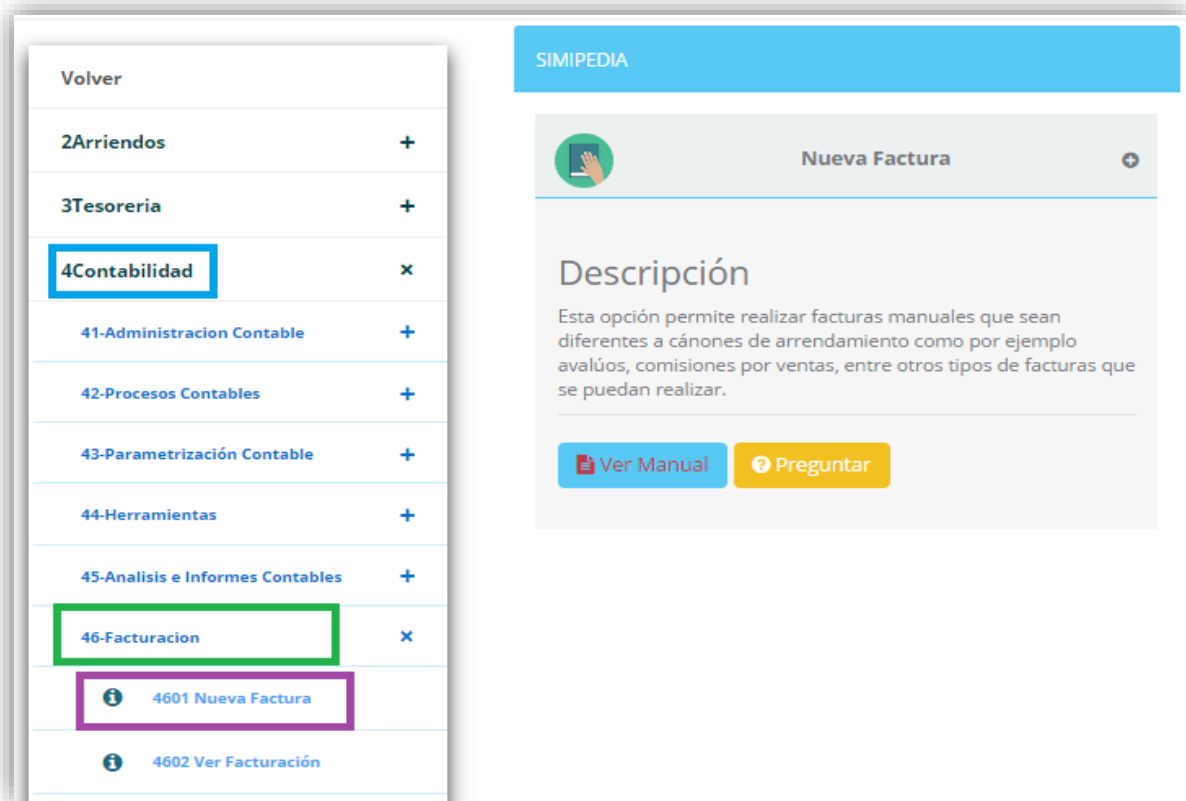 Volver
2Arriendos
3Tesoreria
4Contabilidad
41-Administracion Contable
42-Procesos Contables
43-Parametrización Contable
44-Herramientas
45-Analisis e Informes Contables
46-Facturacion
4601 Nueva Factura
4602 Ver Facturación
SIMIPEDIA
Nueva Factura
Descripción
Esta opción permite realizar facturas manuales que sean
diferentes a cánones de arrendamiento como por ejemplo
avalúos, comisiones por ventas, entre otros tipos de facturas que
se puedan realizar.
Ver Manual
Preguntar